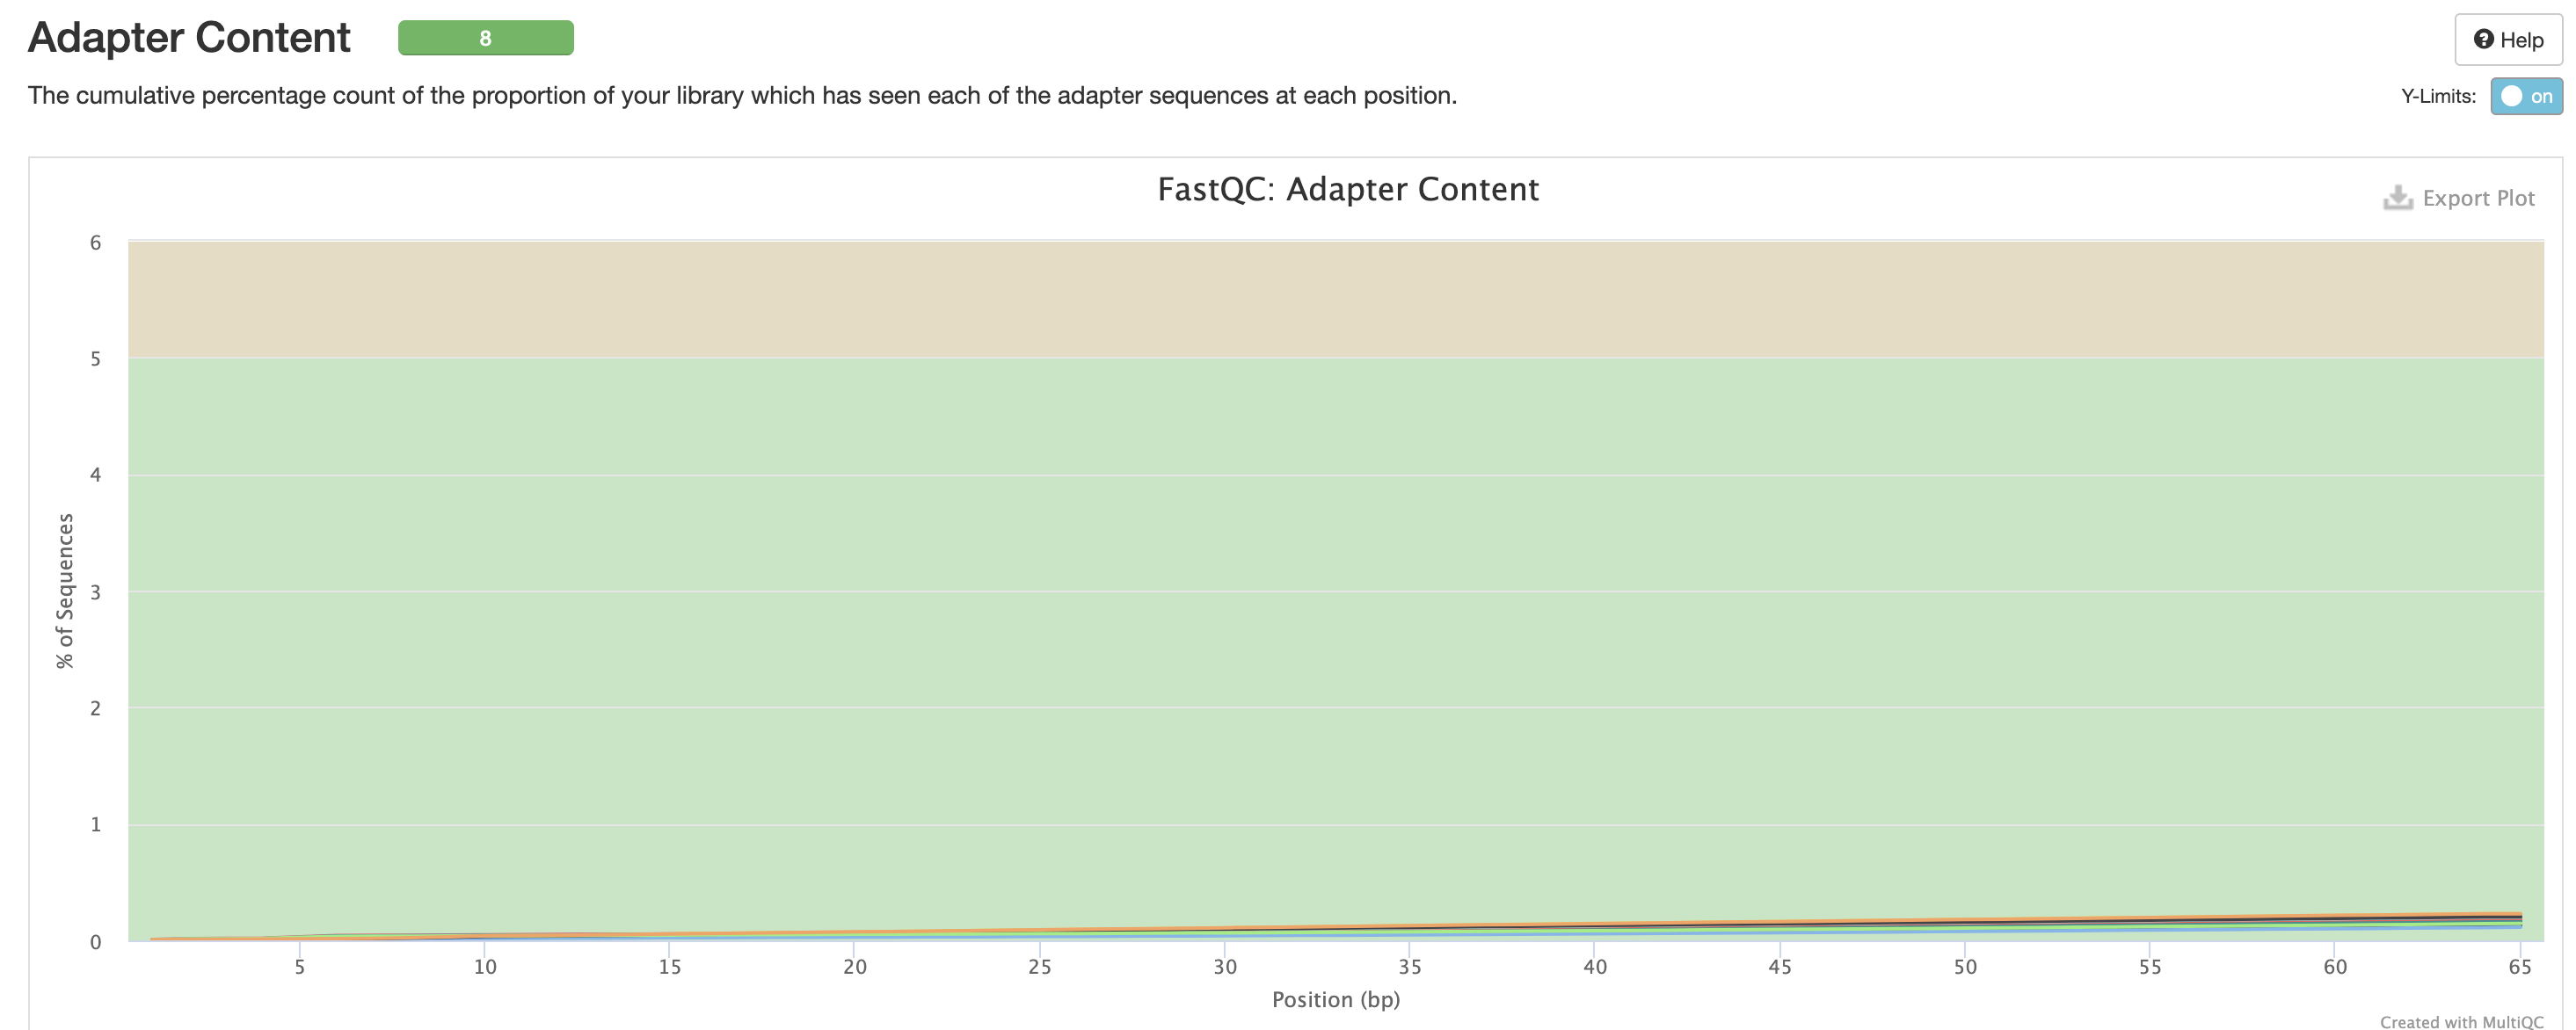 Adapter Content 8
Help
The cumulative percentage count of the proportion of your library which has seen each of the adapter sequences at each position.
Y-Limits: on
FastQC: Adapter Content
Export Plot
% of Sequences
6
5
4
3
2
1
0
5 10 15 20 25 30 35 40 45 50 55 60 65
Position (bp)
Created with MultiQC